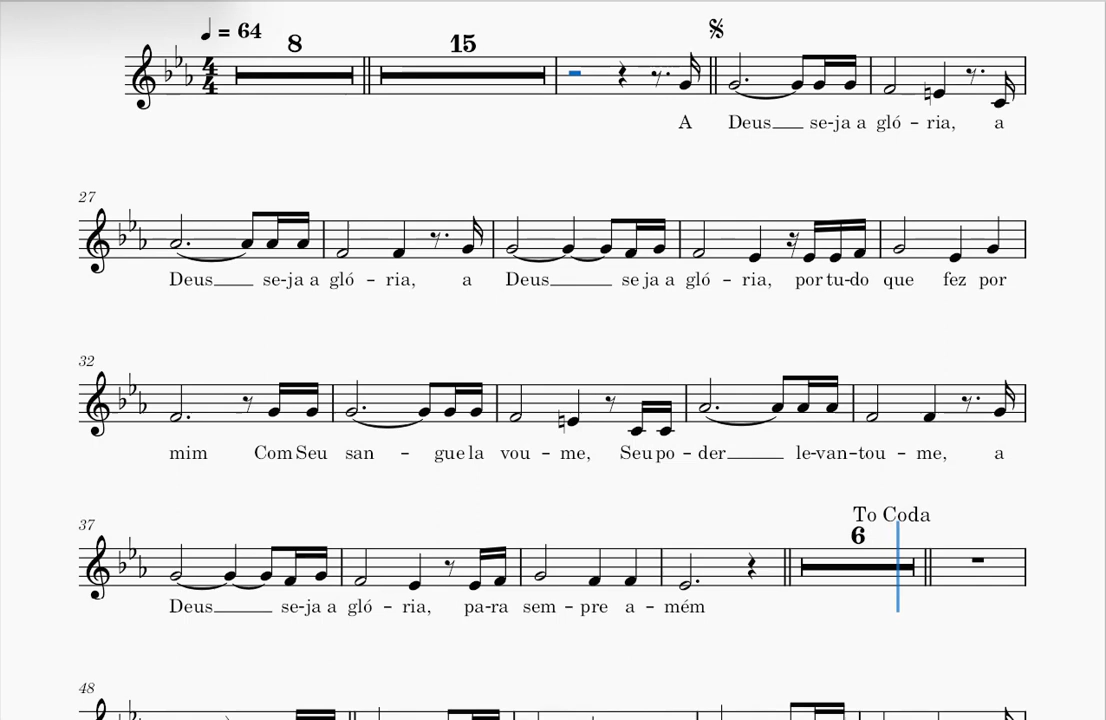 = 64
8
15
A Deus se-ja a gló - ria, a
27
Deus se-ja a gló - ria, a Deus se ja a gló - ria, por tu-do que fez por
32
mim Com Seu san - gue la vou - me, Seu po - der le-van-tou - me, a
To Coda
37
6
Deus se-ja a gló - ria, pa-ra sem - pre a - mém
48